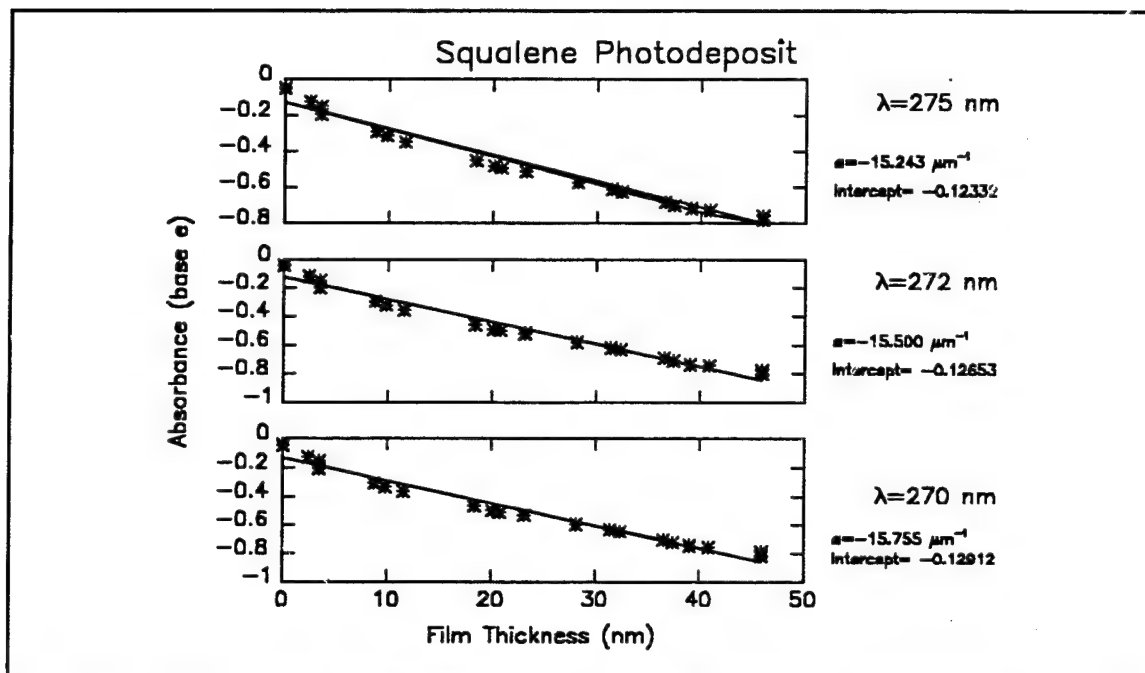 Squalene Photodeposit
Absorbance (base e)
0
−0.2
−0.4
−0.6
−0.8
λ=275 nm
α=−15.243 μm⁻¹
Intercept= −0.12332
0
−0.2
−0.4
−0.6
−0.8
−1
λ=272 nm
α=−15.500 μm⁻¹
Intercept= −0.12653
0
−0.2
−0.4
−0.6
−0.8
−1
λ=270 nm
α=−15.755 μm⁻¹
Intercept= −0.12912
0 10 20 30 40 50
Film Thickness (nm)